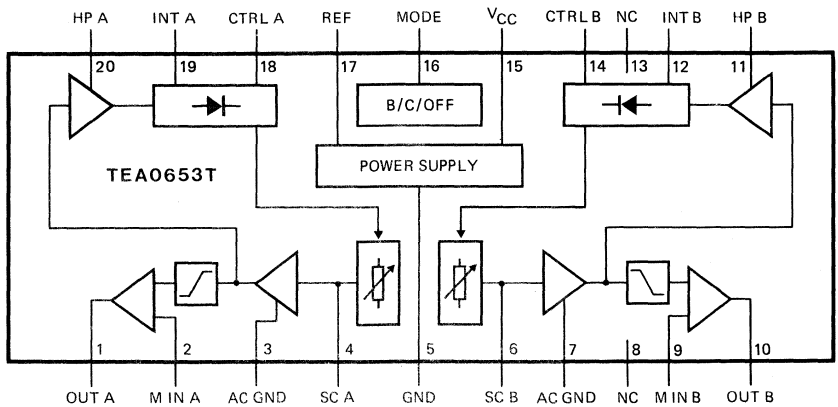 HP A INT A CTRL A REF MODE VCC CTRL B NC INT B HP B
20 19 18 17 16 15 14 13 12 11
B/C/OFF
POWER SUPPLY
TEA0653T
1 2 3 4 5 6 7 8 9 10
OUT A M IN A AC GND SC A GND SC B AC GND NC M IN B OUT B